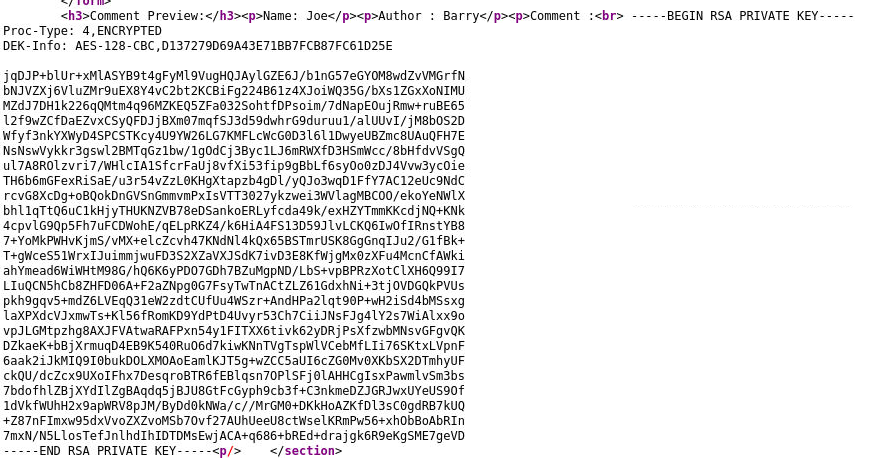 </form>
<h3>Comment Preview:</h3><p>Name: Joe</p><p>Author : Barry</p><p>Comment :<br> -----BEGIN RSA PRIVATE KEY-----
Proc-Type: 4,ENCRYPTED
DEK-Info: AES-128-CBC,D137279D69A43E71BB7FCB87FC61D25E
jqDJP+blUr+xMlASYB9t4gFyMl9VugHQJAylGZE6J/b1nG57eGYOM8wdZvVMGrfN
bNJVZXj6VluZMr9uEX8Y4vC2bt2KCBiFg224B61z4XJoiWQ35G/bXs1ZGxXoNIMU
MZdJ7DH1k226qQMtm4q96MZKEQ5ZFa032SohtfDPsoim/7dNapEOujRmw+ruBE65
l2f9wZCfDaEZvxCSyQFDJjBXm07mqfSJ3d59dwhrG9duruu1/alUUvI/jM8bOS2D
Wfyf3nkYXWyD4SPCSTKcy4U9YW26LG7KMFLcWcG0D3l6l1DwyeUBZmc8UAuQFH7E
NsNswVykkr3gswl2BMTqGz1bw/1gOdCj3Byc1LJ6mRWXfD3HSmWcc/8bHfdvVSgQ
ul7A8ROlzvri7/WHlcIA1SfcrFaUj8vfXi53fip9gBbLf6syOo0zDJ4Vvw3ycOie
TH6b6mGFexRiSaE/u3r54vZzL0KHgXtapzb4gDl/yQJo3wqD1FfY7AC12eUc9NdC
rcvG8XcDg+oBQokDnGVSnGmmvmPxIsVTT3027ykzwei3WVlagMBCOO/ekoYeNWlX
bhl1qTtQ6uC1kHjyTHUKNZVB78eDSankoERLyfcda49k/exHZYTmmKKcdjNQ+KNk
4cpvlG9Qp5Fh7uFCDWohE/qELpRKZ4/k6HiA4FS13D59JlvLCKQ6IwOfIRnstYB8
7+YoMkPWHvKjmS/vMX+elcZcvh47KNdNl4kQx65BSTmrUSK8GgGnqIJu2/G1fBk+
T+gWceS51WrxIJuimmjwuFD3S2XZaVXJSdK7ivD3E8KfWjgMx0zXFu4McnCfAWki
ahYmead6WiWHtM98G/hQ6K6yPDO7GDh7BZuMgpND/LbS+vpBPRzXotClXH6Q99I7
LIuQCN5hCb8ZHFD06A+F2aZNpg0G7FsyTwTnACtZLZ61GdxhNi+3tjOVDGQkPVUs
pkh9gqv5+mdZ6LVEqQ31eW2zdtCUfUu4WSzr+AndHPa2lqt90P+wH2iSd4bMSsxg
laXPXdcVJxmwTs+Kl56fRomKD9YdPtD4Uvyr53Ch7CiiJNsFJg4lY2s7WiAlxx9o
vpJLGMtpzhg8AXJFVAtwaRAFPxn54y1FITXX6tivk62yDRjPsXfzwbMNsvGFgvQK
DZkaeK+bBjXrmuqD4EB9K540RuO6d7kiwKNnTVgTspWlVCebMfLIi76SKtxLVpnF
6aak2iJkMIQ9I0bukDOLXMOAoEamlKJT5g+wZCC5aUI6cZG0Mv0XKbSX2DTmhyUF
ckQU/dcZcx9UXoIFhx7DesqroBTR6fEBlqsn7OPlSFj0lAHHCgIsxPawmlvSm3bs
7bdofhlZBjXYdIlZgBAqdq5jBJU8GtFcGyph9cb3f+C3nkmeDZJGRJwxUYeUS9Of
1dVkfWUhH2x9apWRV8pJM/ByDd0kNWa/c//MrGM0+DKkHoAZKfDl3sC0gdRB7kUQ
+Z87nFImxw95dxVvoZXZvoMSb7Ovf27AUhUeeU8ctWselKRmPw56+xhObBoAbRIn
7mxN/N5LlosTefJnlhdIhIDTDMsEwjACA+q686+bREd+drajgk6R9eKgSME7geVD
-----END RSA PRIVATE KEY-----<p/> </section>